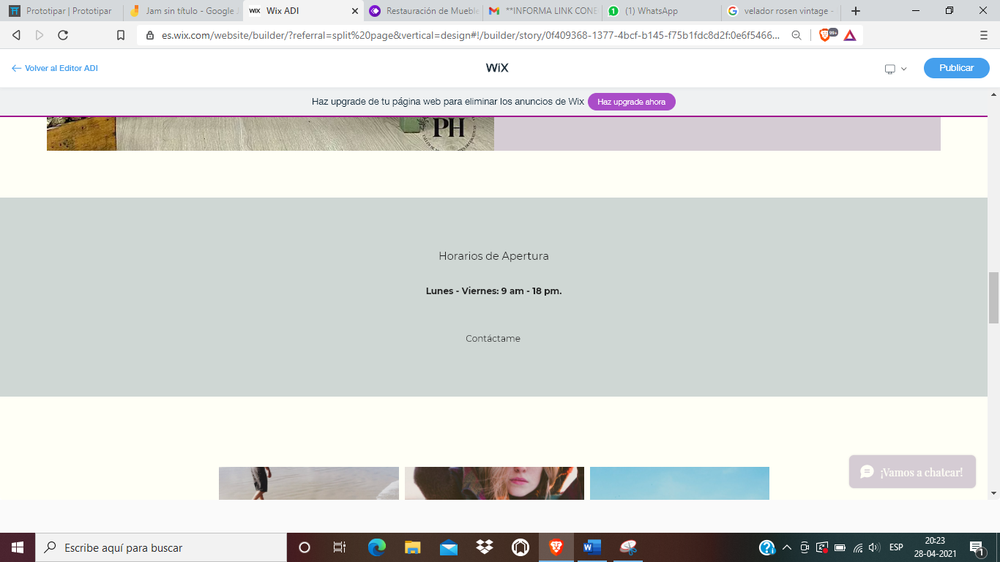 Prototipar | Prototipar
Jam sin título - Google J
WIX Wix ADI
Restauración de Mueble
**INFORMA LINK CONE
(1) WhatsApp
velador rosen vintage -
es.wix.com/website/builder/?referral=split%20page&vertical=design#!/builder/story/0f409368-1377-4bcf-b145-f75b1fdc8d2f:0e6f5466...
99+
Volver al Editor ADI
WiX
Publicar
Haz upgrade de tu página web para eliminar los anuncios de Wix
Haz upgrade ahora
PH
Horarios de Apertura
Lunes - Viernes: 9 am - 18 pm.
Contáctame
¡Vamos a chatear!
Escribe aquí para buscar
ESP
20:23
28-04-2021
1